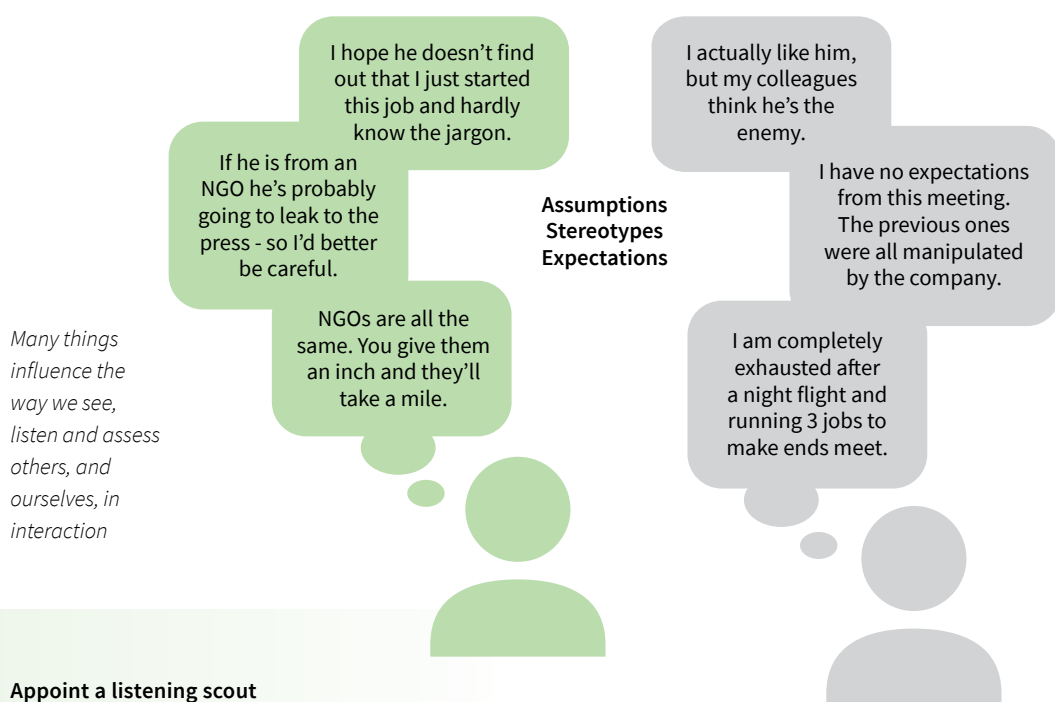 I hope he doesn’t find
out that I just started
this job and hardly
know the jargon.
If he is from an
NGO he’s probably
going to leak to the
press - so I’d better
be careful.
NGOs are all the
same. You give them
an inch and they’ll
take a mile.
Assumptions
Stereotypes
Expectations
I actually like him,
but my colleagues
think he’s the
enemy.
I have no expectations
from this meeting.
The previous ones
were all manipulated
by the company.
I am completely
exhausted after
a night flight and
running 3 jobs to
make ends meet.
Many things
influence the
way we see,
listen and assess
others, and
ourselves, in
interaction
Appoint a listening scout